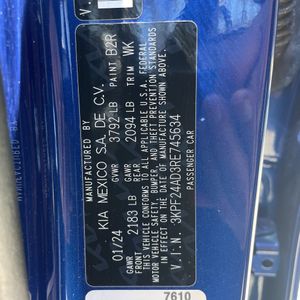 MANUFACTURED BY
KIA MEXICO S.A. DE C.V.
01/24 GVWR 3792 LB PAINT B2R
GAWR FRONT 2183 LB GAWR REAR 2094 LB TRIM WK
THIS VEHICLE CONFORMS TO ALL APPLICABLE U.S.A. FEDERAL
MOTOR VEHICLE SAFETY, BUMPER, AND THEFT PREVENTION STANDARDS
IN EFFECT ON THE DATE OF MANUFACTURE SHOWN ABOVE.
V.I.N. 3KPF24AD3RE745634
PASSENGER CAR
7610